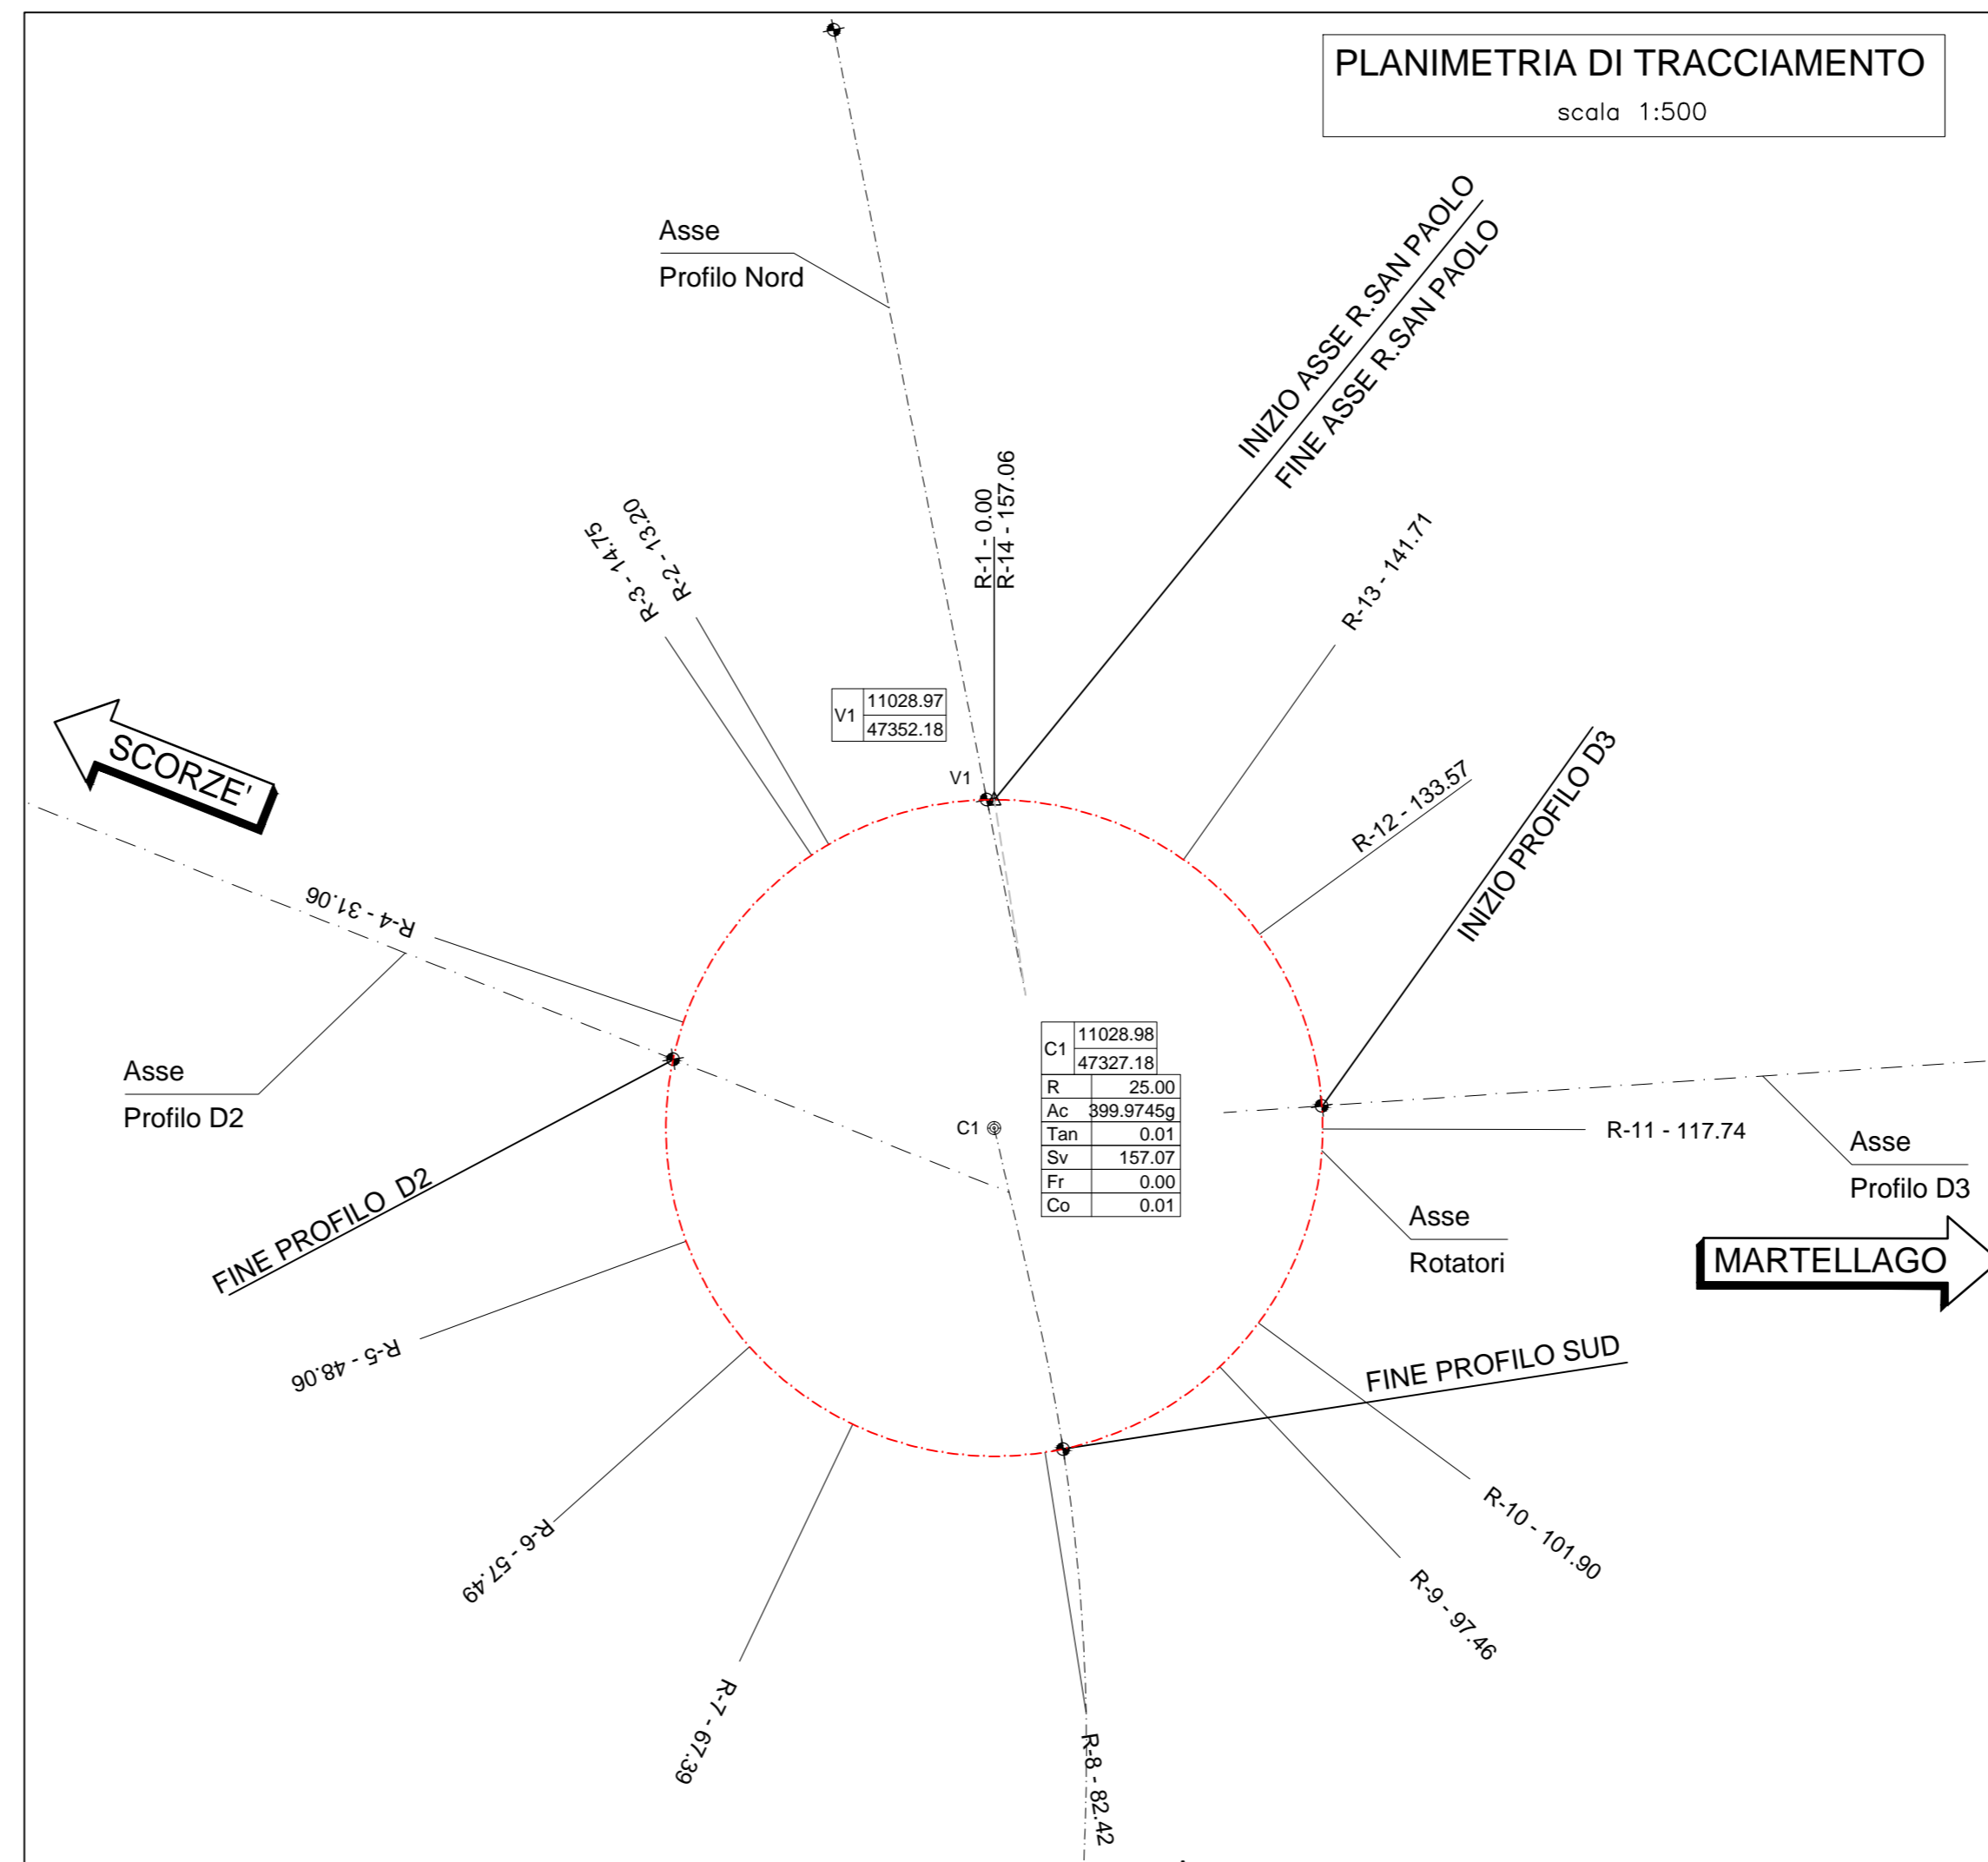 PLANIMETRIA DI TRACCIAMENTO
scala 1:500
Asse
Profilo Nord
INIZIO ASSE R.SAN PAOLO
FINE ASSE R.SAN PAOLO
R-1 - 0.00
R-14 - 157.06
R-2 - 13.20
R-3 - 14.75
R-13 - 141.71
V1
11028.97
47352.18
V1
SCORZE'
R-12 - 133.57
INIZIO PROFILO D3
R-4 - 31.06
Asse
Profilo D2
C1
C1
11028.98
47327.18
R 25.00
Ac 399.9745g
Tan 0.01
Sv 157.07
Fr 0.00
Co 0.01
R-11 - 117.74
Asse
Profilo D3
FINE PROFILO D2
Asse
Rotatori
MARTELLAGO
R-5 - 48.06
FINE PROFILO SUD
R-6 - 57.49
R-10 - 101.90
R-9 - 97.46
R-7 - 67.39
R-8 - 82.42